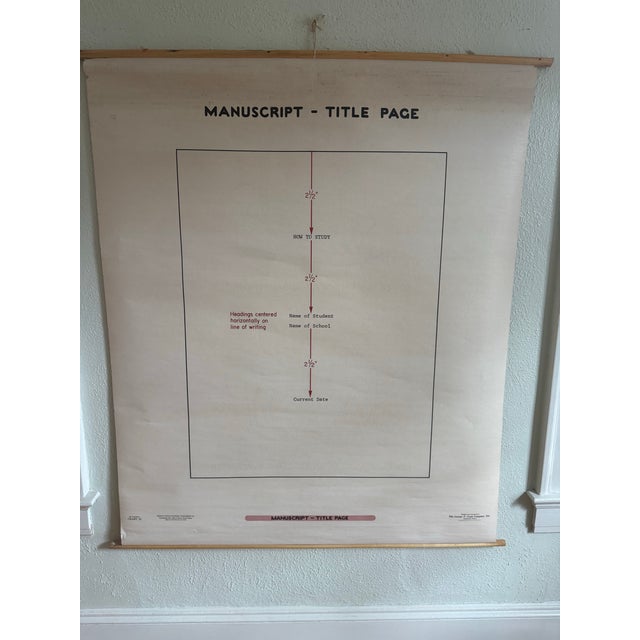 MANUSCRIPT - TITLE PAGE
2½"
HOW TO STUDY
2½"
Headings centered
horizontally on
line of writing
Name of Student
Name of School
2½"
Current Date
MANUSCRIPT - TITLE PAGE